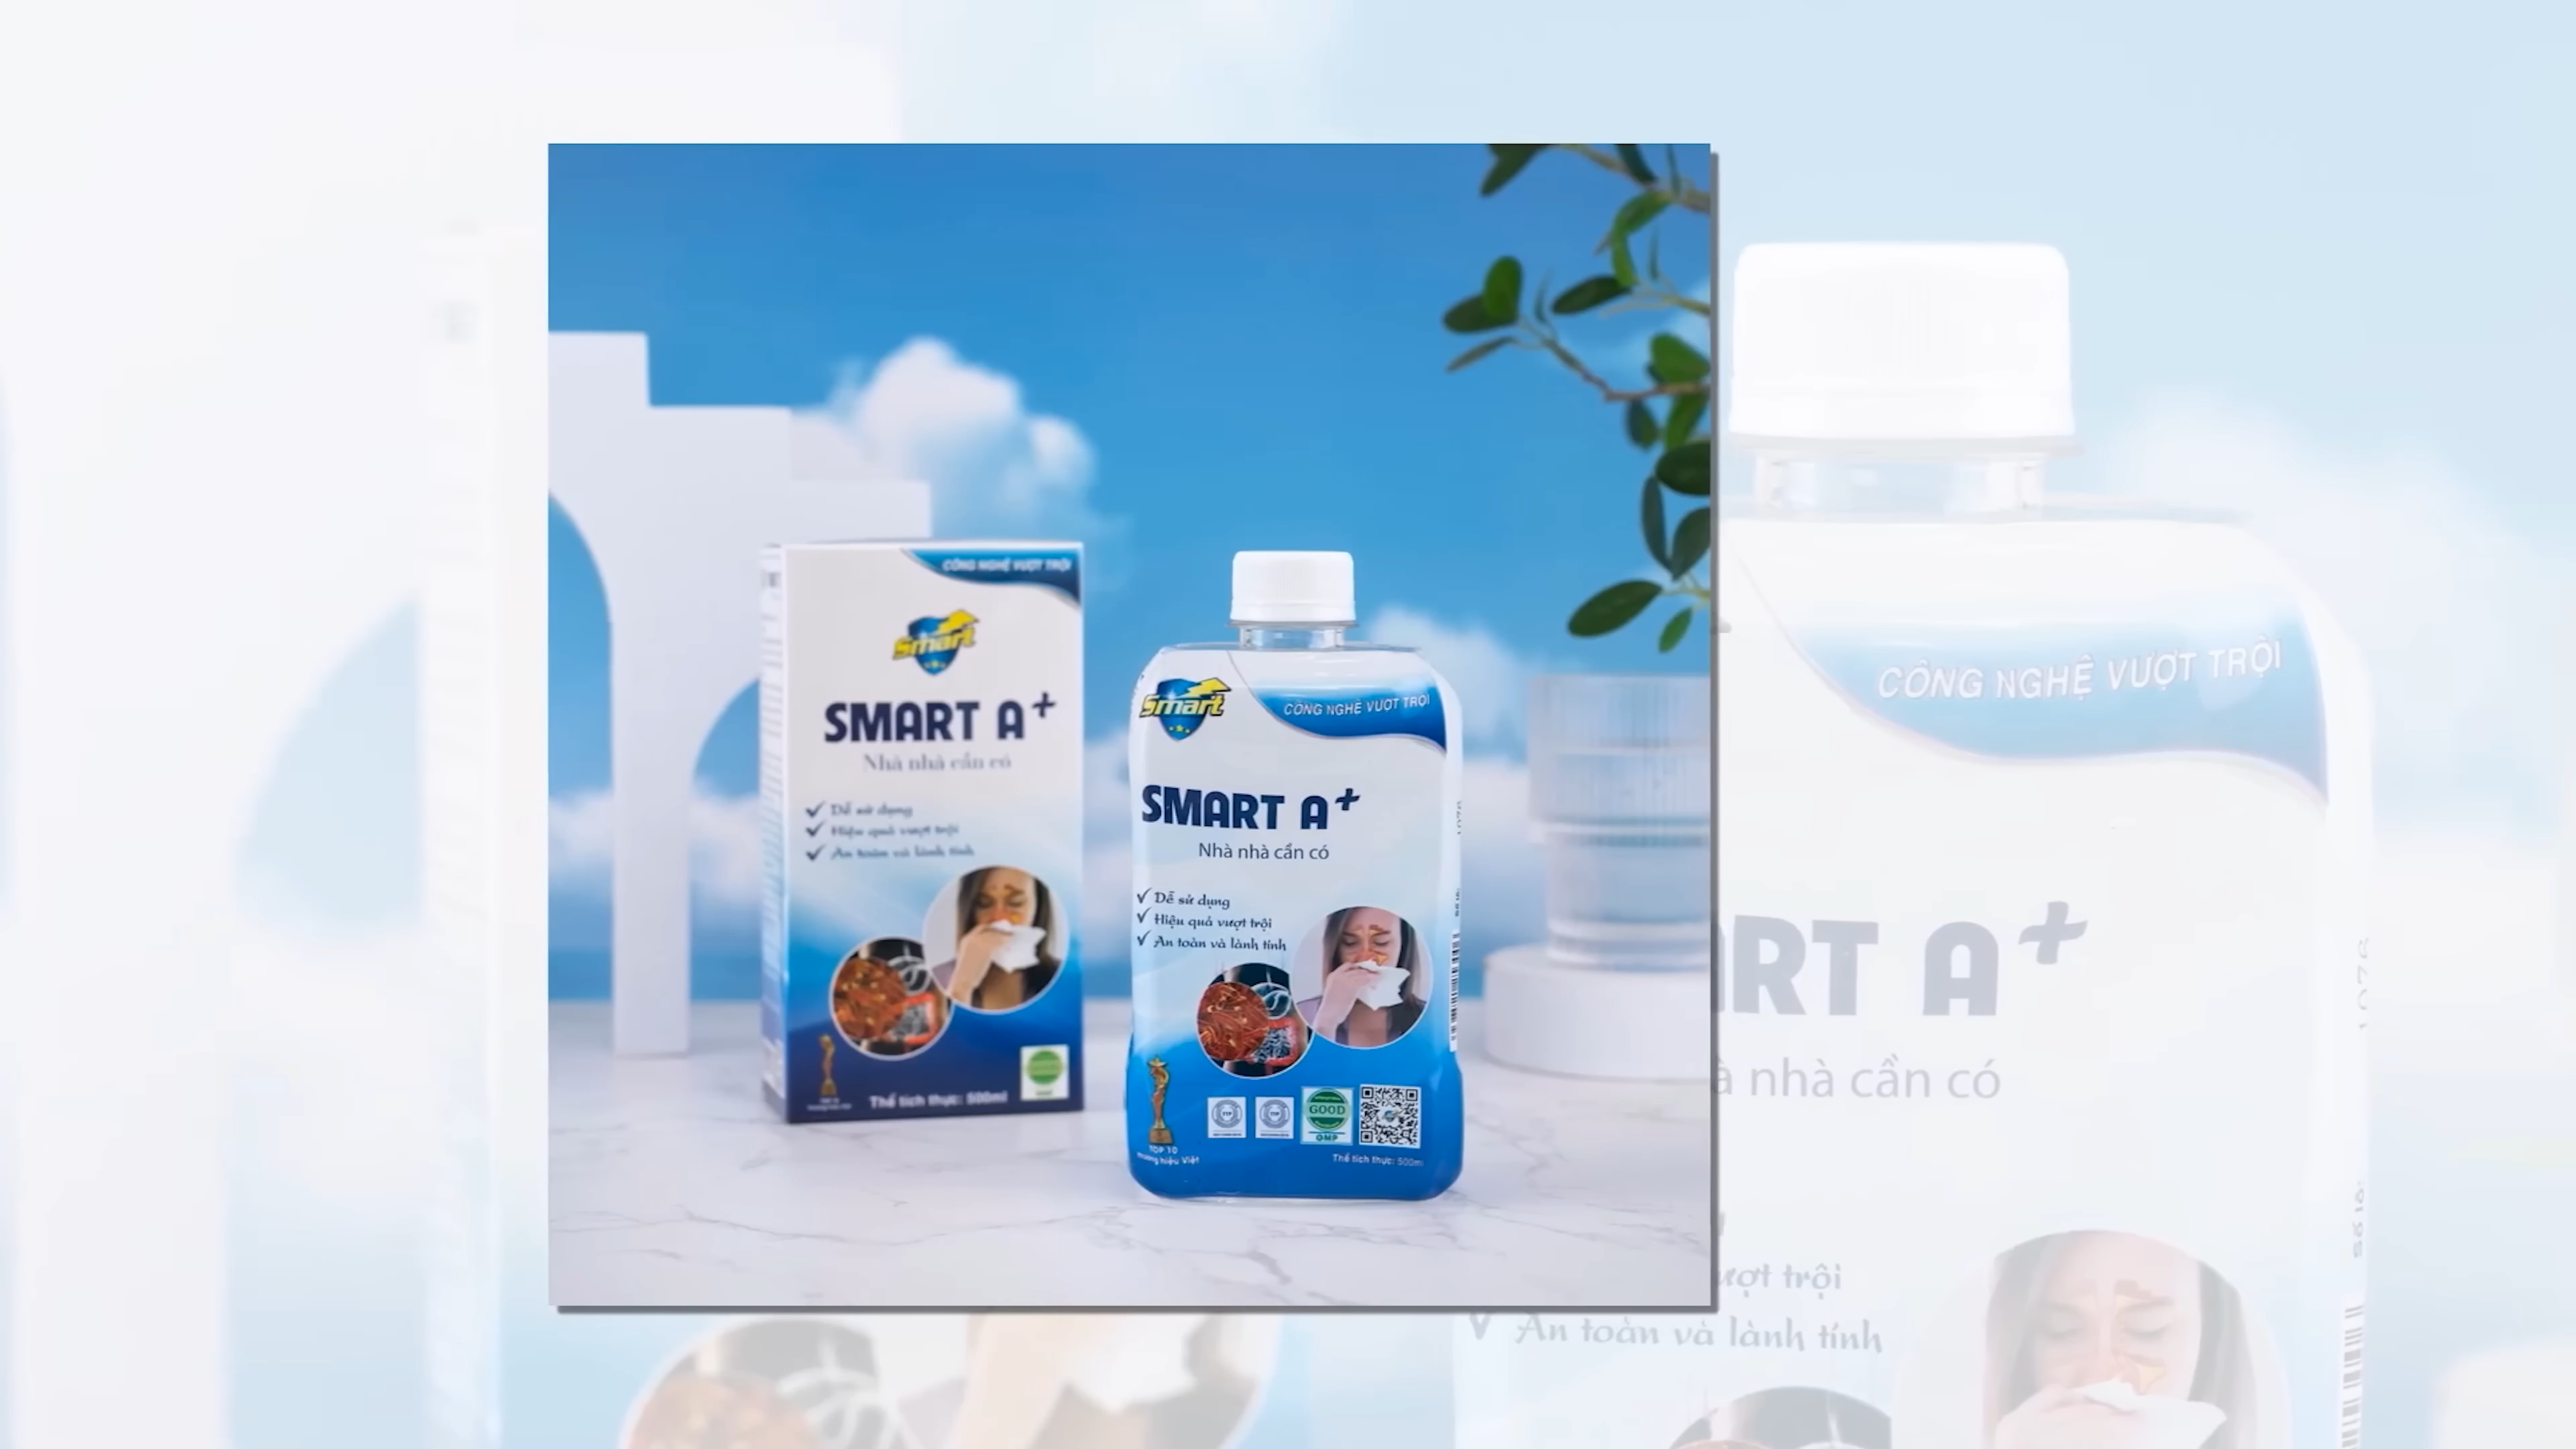 CÔNG NGHỆ VƯỢT TRỘI
Smart
SMART A+
Nhà nhà cần có
✓ Dễ sử dụng
✓ Hiệu quả vượt trội
✓ An toàn và lành tính
Thể tích thực: 500ml
Smart
CÔNG NGHỆ VƯỢT TRỘI
SMART A+
Nhà nhà cần có
✓ Dễ sử dụng
✓ Hiệu quả vượt trội
✓ An toàn và lành tính
GOOD
GMP
TOP 10
hiệu Việt
Thể tích thực: 500ml
CÔNG NGHỆ VƯỢT TRỘI
RT A+
nhà cần có
ượt trội
✓ An toàn và lành tính